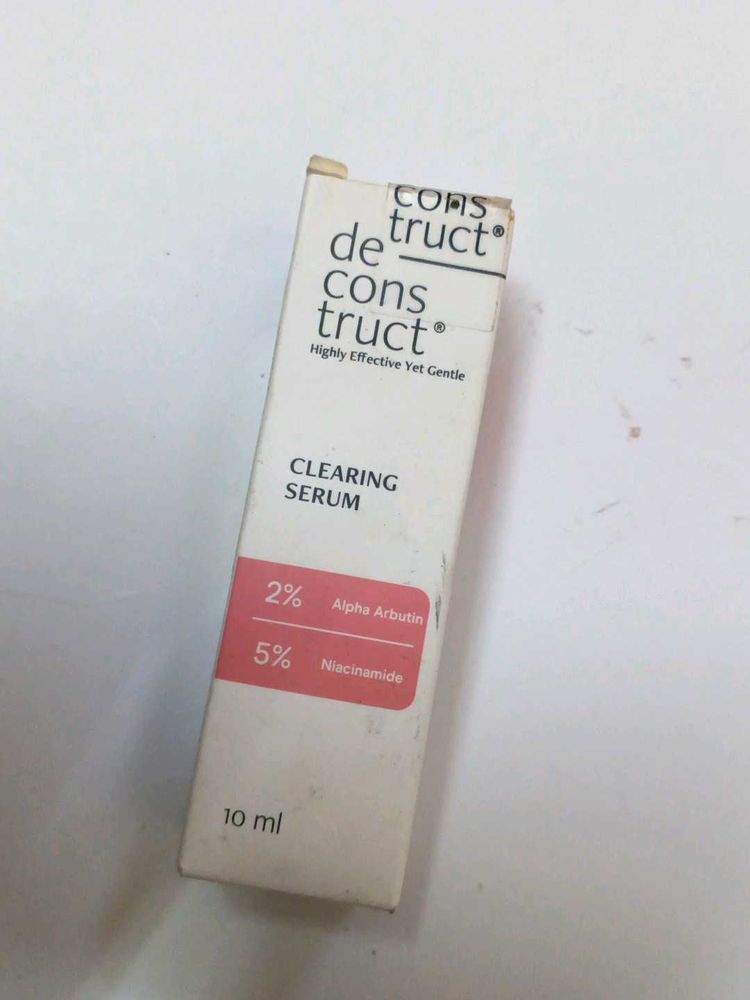 cons
truct®
de
cons
truct®
Highly Effective Yet Gentle
CLEARING
SERUM
2% Alpha Arbutin
5% Niacinamide
10 ml